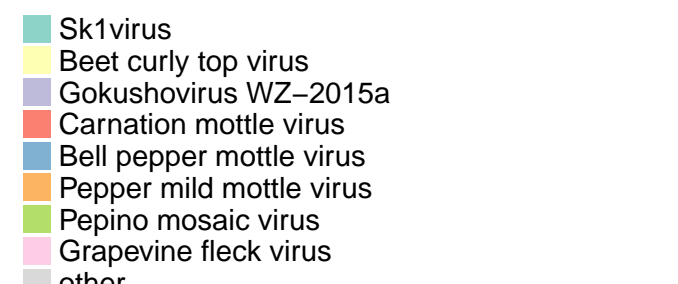 Sk1virus
Beet curly top virus
Gokushovirus WZ−2015a
Carnation mottle virus
Bell pepper mottle virus
Pepper mild mottle virus
Pepino mosaic virus
Grapevine fleck virus
other